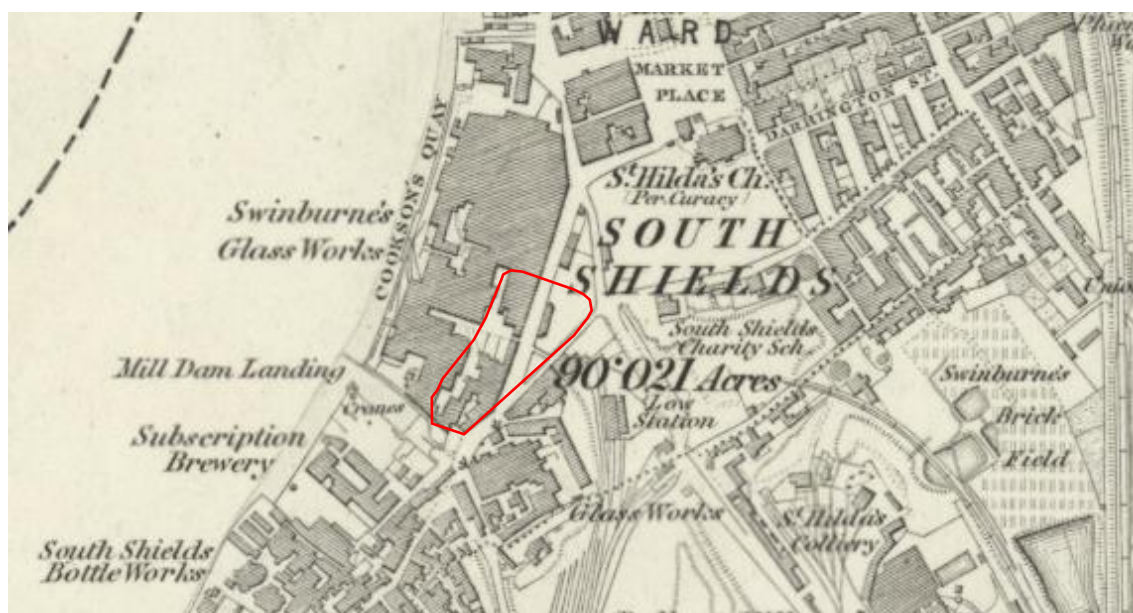 WARD
MARKET
PLACE
DARRINGTON ST.
COOKSONS QUAY
St. Hilda's Ch.
(Per. Curacy)
Swinburne's
Glass Works
SOUTH
SHIELDS
South Shields
Charity Sch.
Mill Dam Landing
90·021 Acres
Swinburne's
Brick
Field
Cranes
Low
Station
Subscription
Brewery
Glass Works
St. Hilda's
Colliery
South Shields
Bottle Works